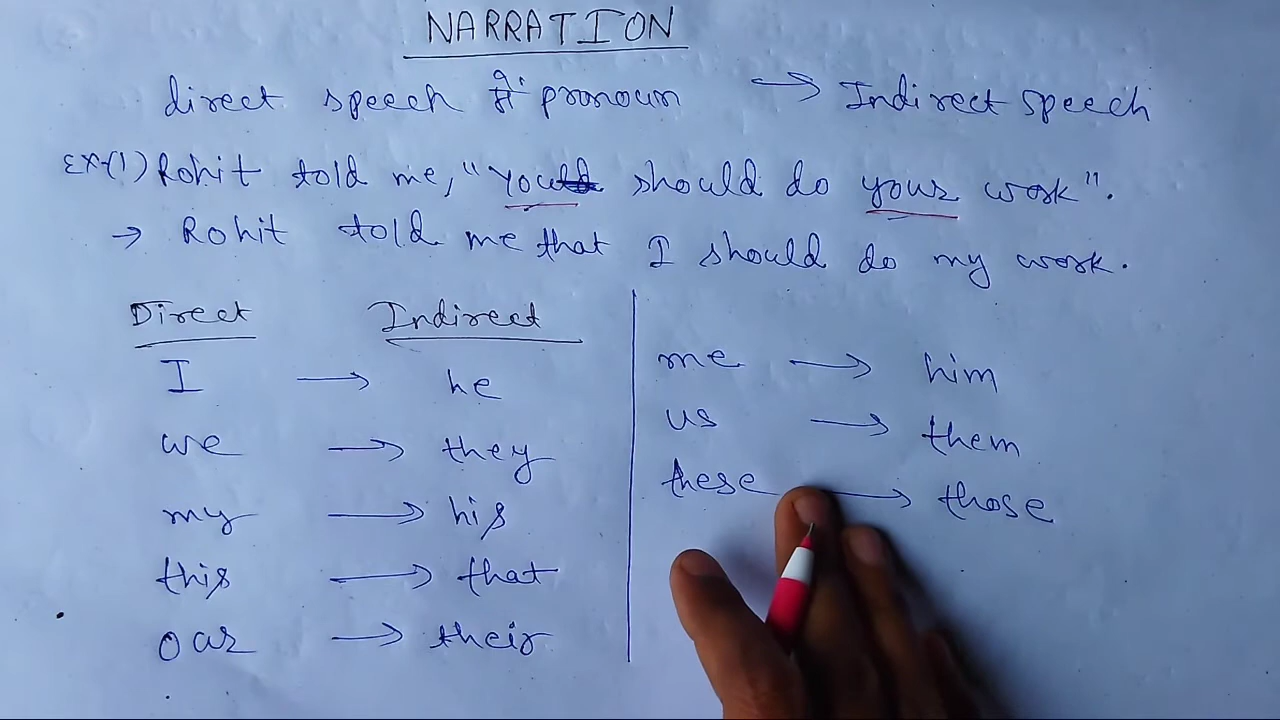 NARRATION
direct speech में pronoun → Indirect speech
Ex-(1) Rohit told me, "You should do your work".
→ Rohit told me that I should do my work.
Direct Indirect
I → he
we → they
my → his
this → that
our → their
me → him
us → them
these → those